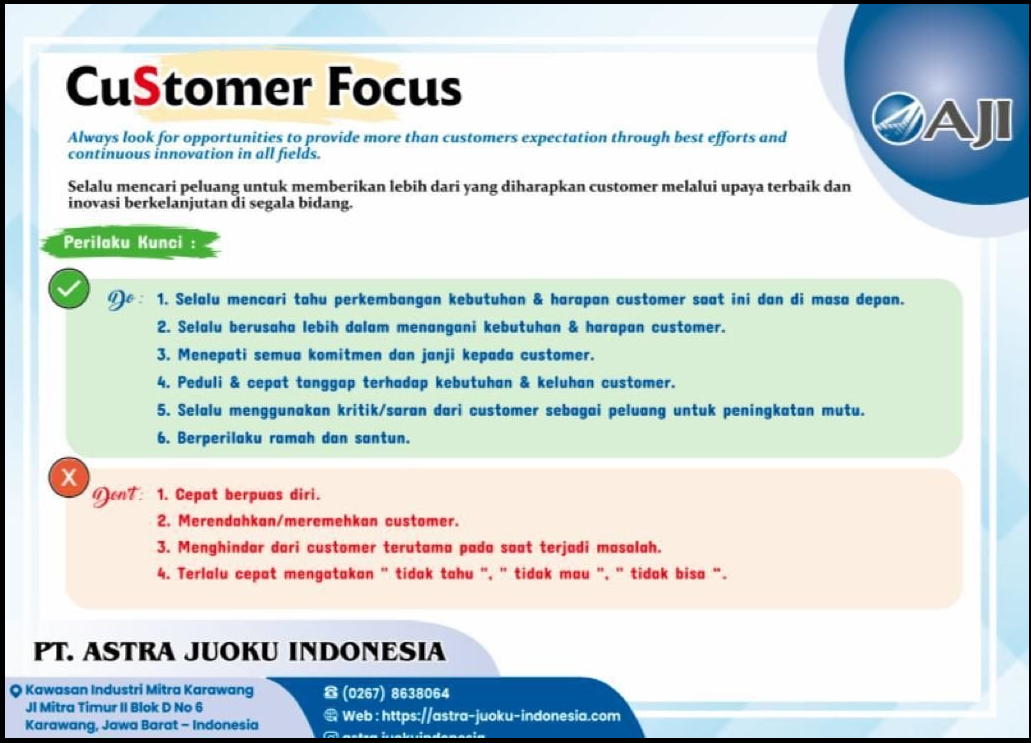 CuStomer Focus
AJI
Always look for opportunities to provide more than customers expectation through best efforts and
continuous innovation in all fields.
Selalu mencari peluang untuk memberikan lebih dari yang diharapkan customer melalui upaya terbaik dan
inovasi berkelanjutan di segala bidang.
Perilaku Kunci :
Do : 1. Selalu mencari tahu perkembangan kebutuhan & harapan customer saat ini dan di masa depan.
2. Selalu berusaha lebih dalam menangani kebutuhan & harapan customer.
3. Menepati semua komitmen dan janji kepada customer.
4. Peduli & cepat tanggap terhadap kebutuhan & keluhan customer.
5. Selalu menggunakan kritik/saran dari customer sebagai peluang untuk peningkatan mutu.
6. Berperilaku ramah dan santun.
X
Don't : 1. Cepat berpuas diri.
2. Merendahkan/meremehkan customer.
3. Menghindar dari customer terutama pada saat terjadi masalah.
4. Terlalu cepat mengatakan " tidak tahu ", " tidak mau ", " tidak bisa ".
PT. ASTRA JUOKU INDONESIA
Kawasan Industri Mitra Karawang
Jl Mitra Timur II Blok D No 6
Karawang, Jawa Barat – Indonesia
(0267) 8638064
Web : https://astra-juoku-indonesia.com